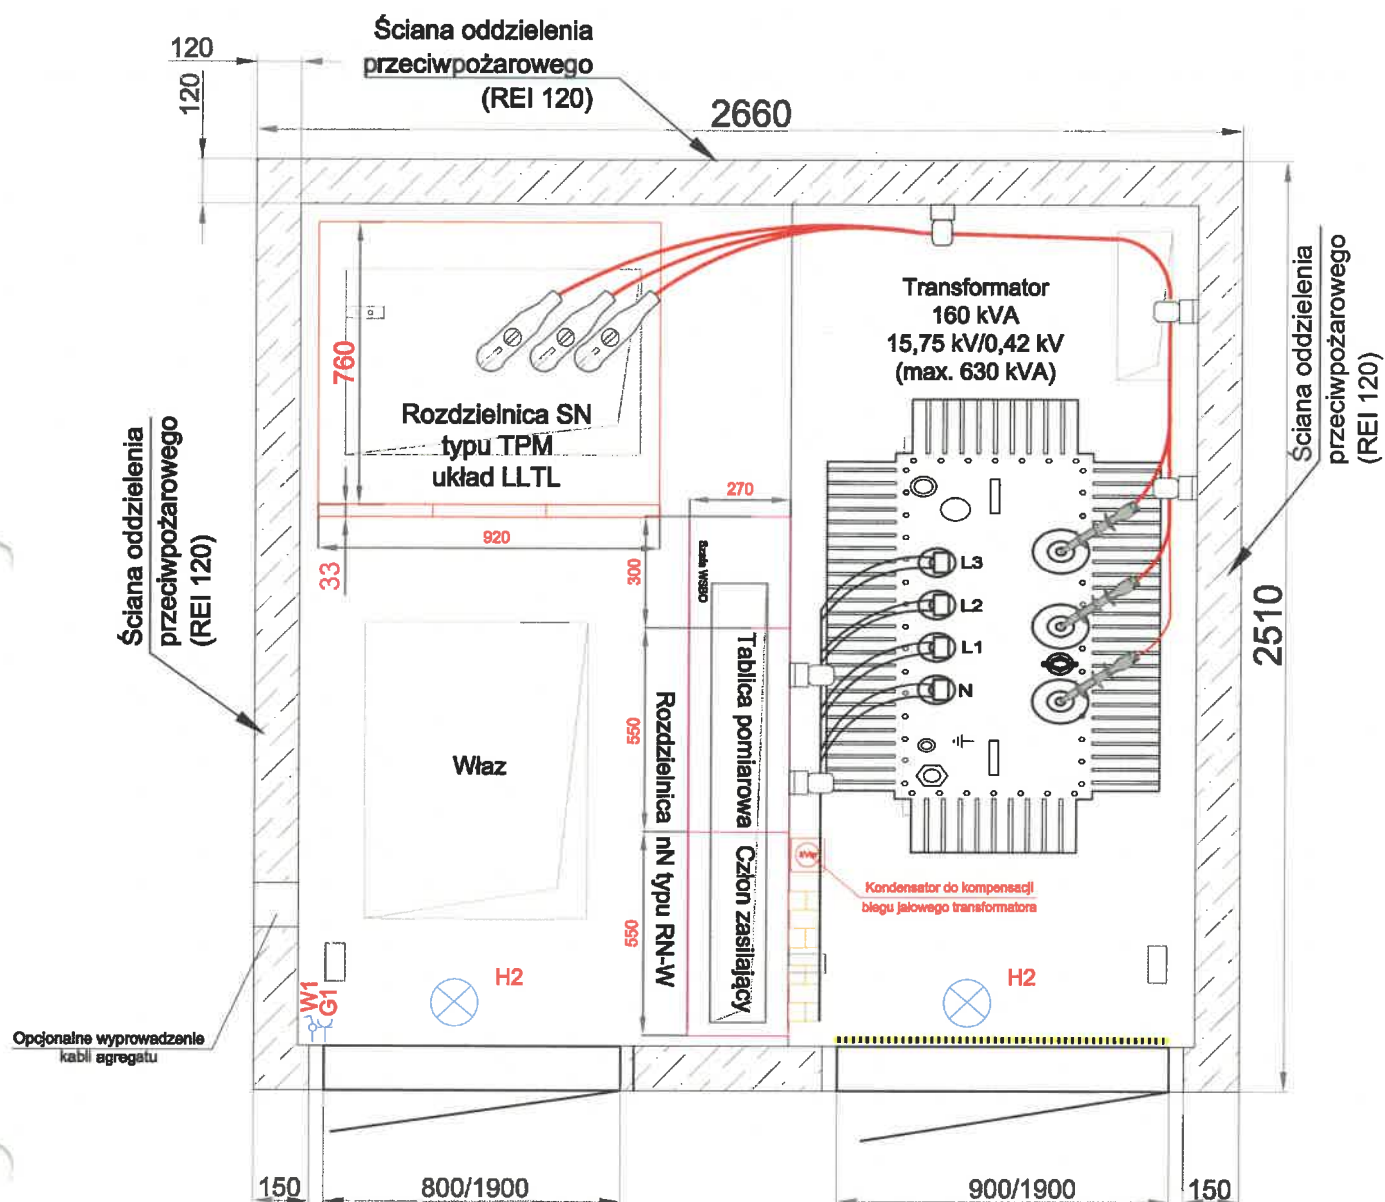 Ściana oddzielenia
przeciwpożarowego
(REI 120)
120
120
2660
Transformator
160 kVA
15,75 kV/0,42 kV
(max. 630 kVA)
Ściana oddzielenia
przeciwpożarowego
(REI 120)
760
Rozdzielnica SN
typu TPM
układ LLTL
Ściana oddzielenia
przeciwpożarowego
(REI 120)
270
920
33
300
Szafa WSBO
L3
L2
L1
N
2510
Tablica pomiarowa
Człon zasilający
Rozdzielnica nN typu RN-W
550
550
Właz
Kondensator do kompensacji
biegu jałowego transformatora
H2
H2
W1
G1
Opcjonalne wyprowadzenie
kabli agregatu
150
800/1900
900/1900
150